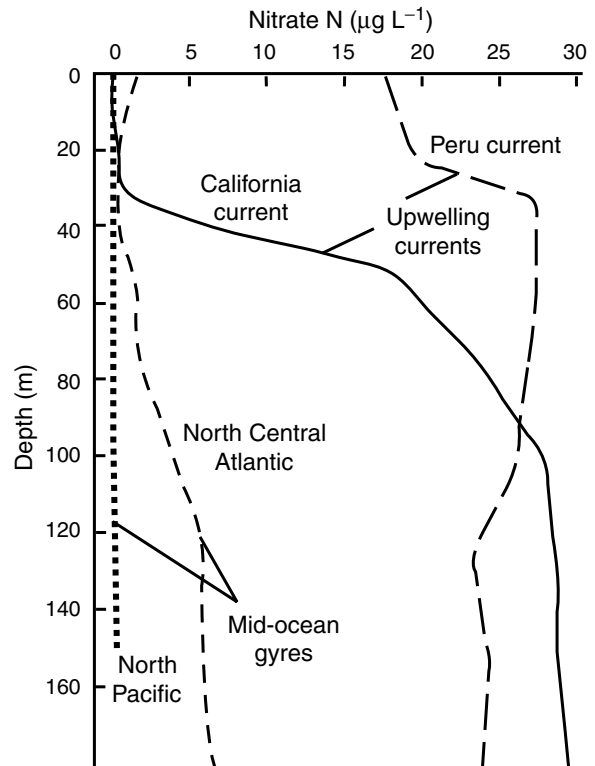 Nitrate N (μg L⁻¹)
0 5 10 15 20 25 30
0
20
40
60
80
100
120
140
160
Depth (m)
Peru current
California
current
Upwelling
currents
North Central
Atlantic
Mid-ocean
gyres
North
Pacific